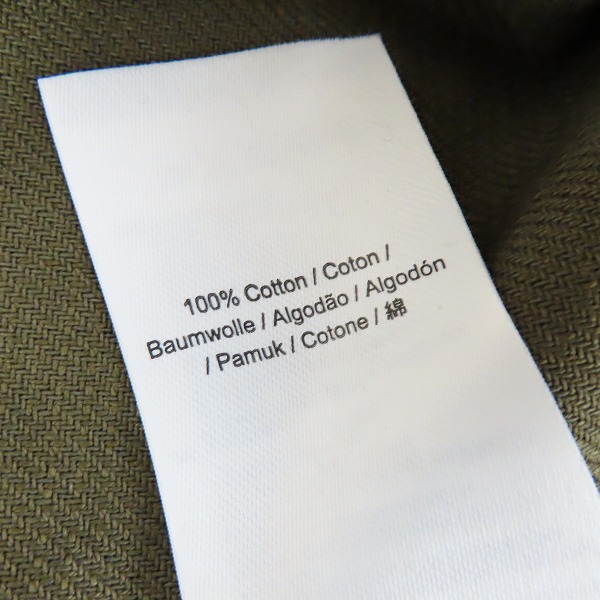 100% Cotton / Coton /
Baumwolle / Algodão / Algodón
/ Pamuk / Cotone / 綿